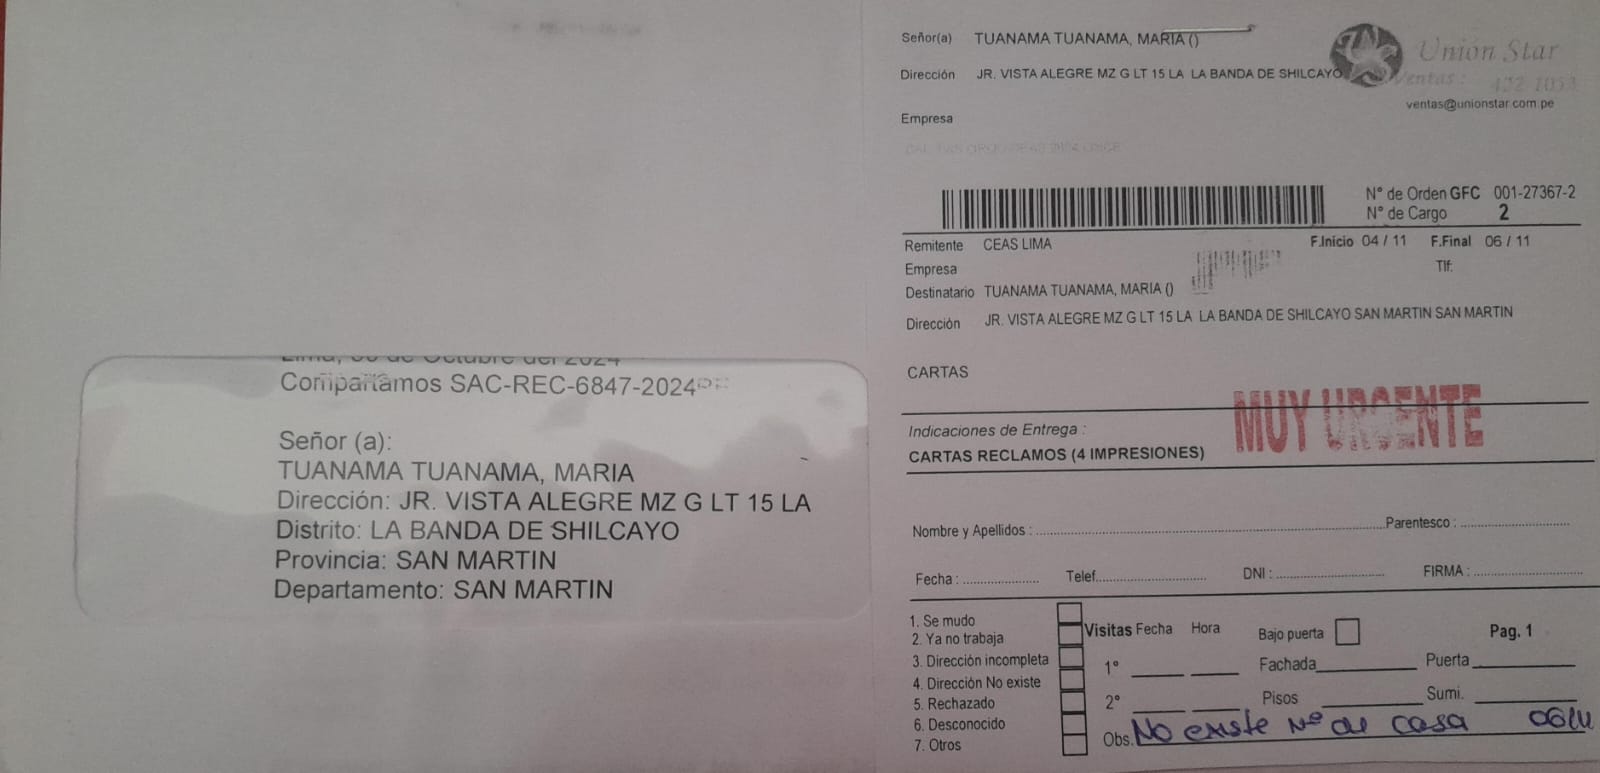 Compartamos SAC-REC-6847-2024
Señor (a):
TUANAMA TUANAMA, MARIA
Dirección: JR. VISTA ALEGRE MZ G LT 15 LA
Distrito: LA BANDA DE SHILCAYO
Provincia: SAN MARTIN
Departamento: SAN MARTIN
Señor(a) TUANAMA TUANAMA, MARIA ()
Dirección JR. VISTA ALEGRE MZ G LT 15 LA LA BANDA DE SHILCAYO
Empresa
Unión Star
Ventas:
ventas@unionstar.com.pe
N° de Orden GFC 001-27367-2
N° de Cargo 2
Remitente CEAS LIMA F.Inicio 04 / 11 F.Final 06 / 11
Empresa Tlf:
Destinatario TUANAMA TUANAMA, MARIA ()
Dirección JR. VISTA ALEGRE MZ G LT 15 LA LA BANDA DE SHILCAYO SAN MARTIN SAN MARTIN
CARTAS
MUY URGENTE
Indicaciones de Entrega :
CARTAS RECLAMOS (4 IMPRESIONES)
Nombre y Apellidos : Parentesco :
Fecha : Telef. DNI : FIRMA :
1. Se mudo
2. Ya no trabaja
3. Dirección incompleta
4. Dirección No existe
5. Rechazado
6. Desconocido
7. Otros
Visitas Fecha Hora Bajo puerta Pag. 1
1° Fachada Puerta
2° Pisos Sumi.
Obs. No existe N° de casa